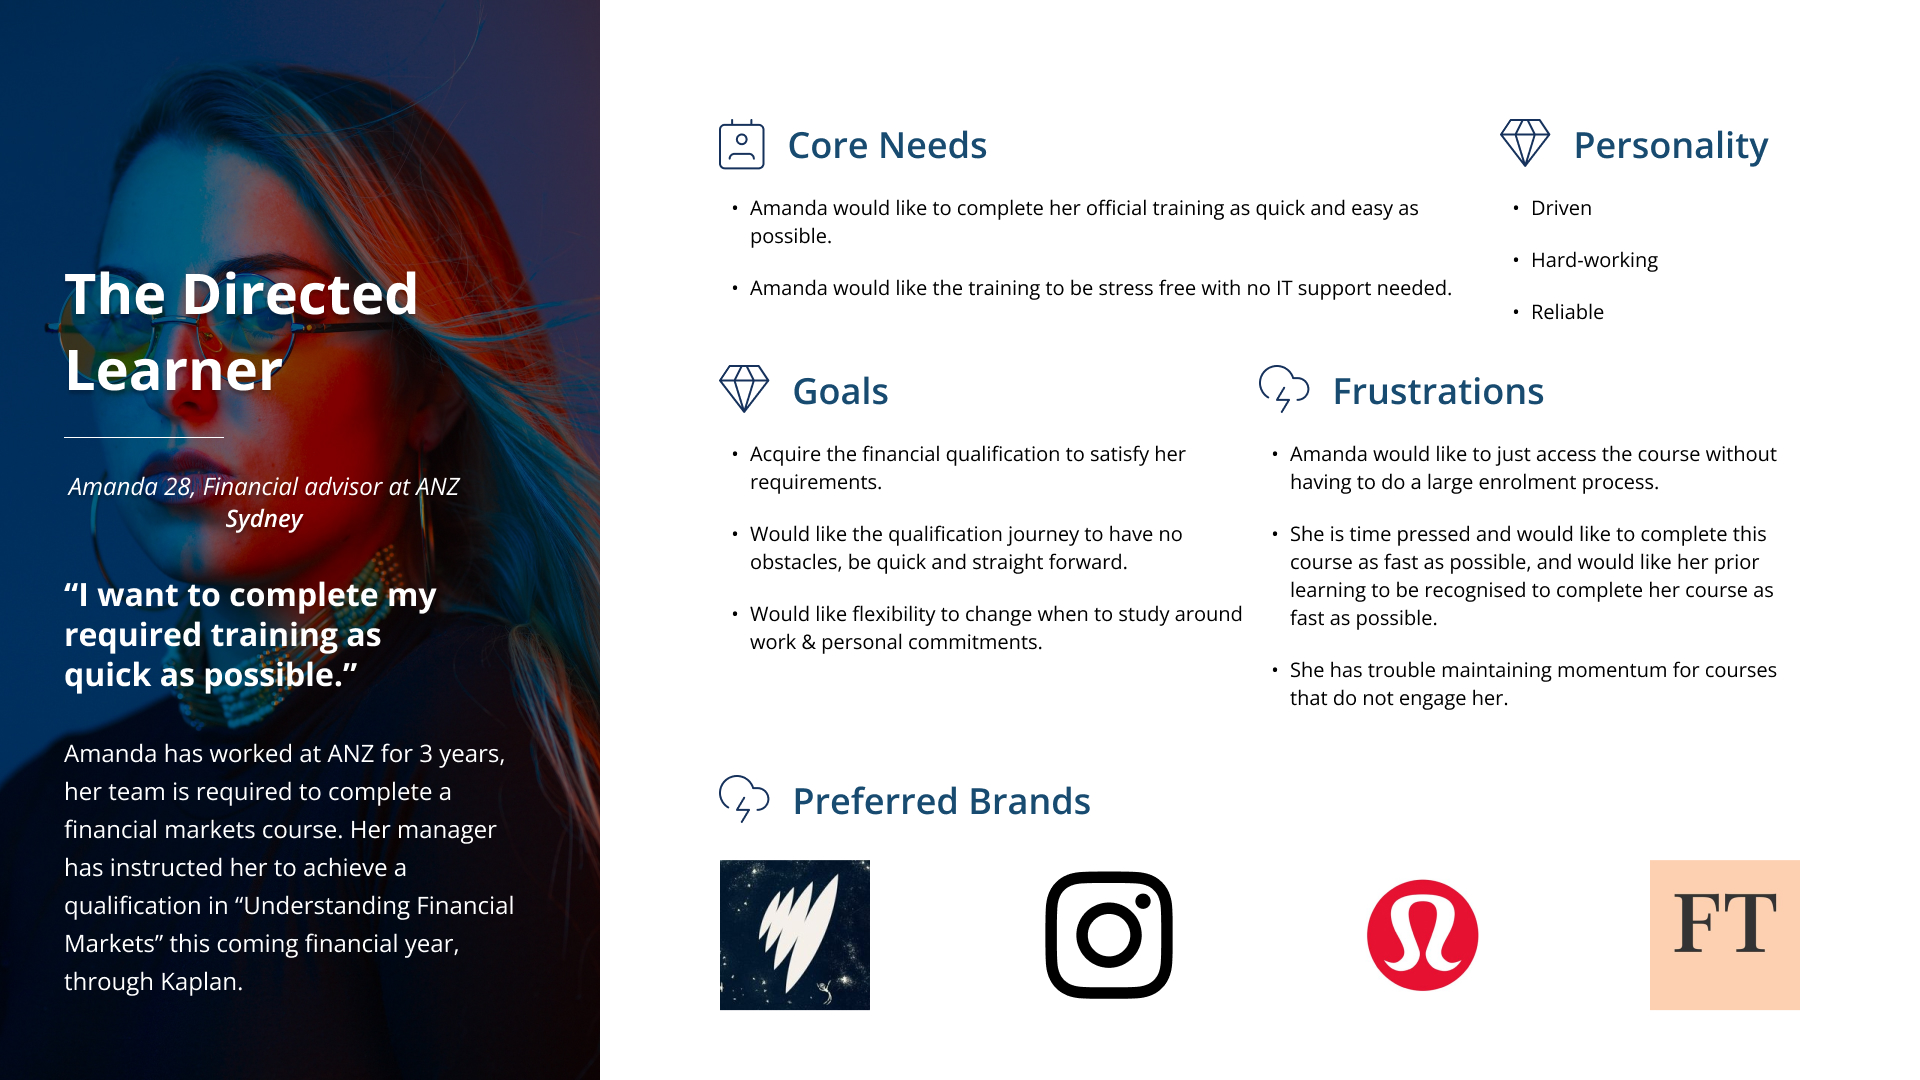 The Directed
Learner
Amanda 28, Financial advisor at ANZ
Sydney
“I want to complete my
required training as
quick as possible.”
Amanda has worked at ANZ for 3 years,
her team is required to complete a
financial markets course. Her manager
has instructed her to achieve a
qualification in “Understanding Financial
Markets” this coming financial year,
through Kaplan.
Core Needs
• Amanda would like to complete her official training as quick and easy as
possible.
• Amanda would like the training to be stress free with no IT support needed.
Personality
• Driven
• Hard-working
• Reliable
Goals
• Acquire the financial qualification to satisfy her
requirements.
• Would like the qualification journey to have no
obstacles, be quick and straight forward.
• Would like flexibility to change when to study around
work & personal commitments.
Frustrations
• Amanda would like to just access the course without
having to do a large enrolment process.
• She is time pressed and would like to complete this
course as fast as possible, and would like her prior
learning to be recognised to complete her course as
fast as possible.
• She has trouble maintaining momentum for courses
that do not engage her.
Preferred Brands
FT